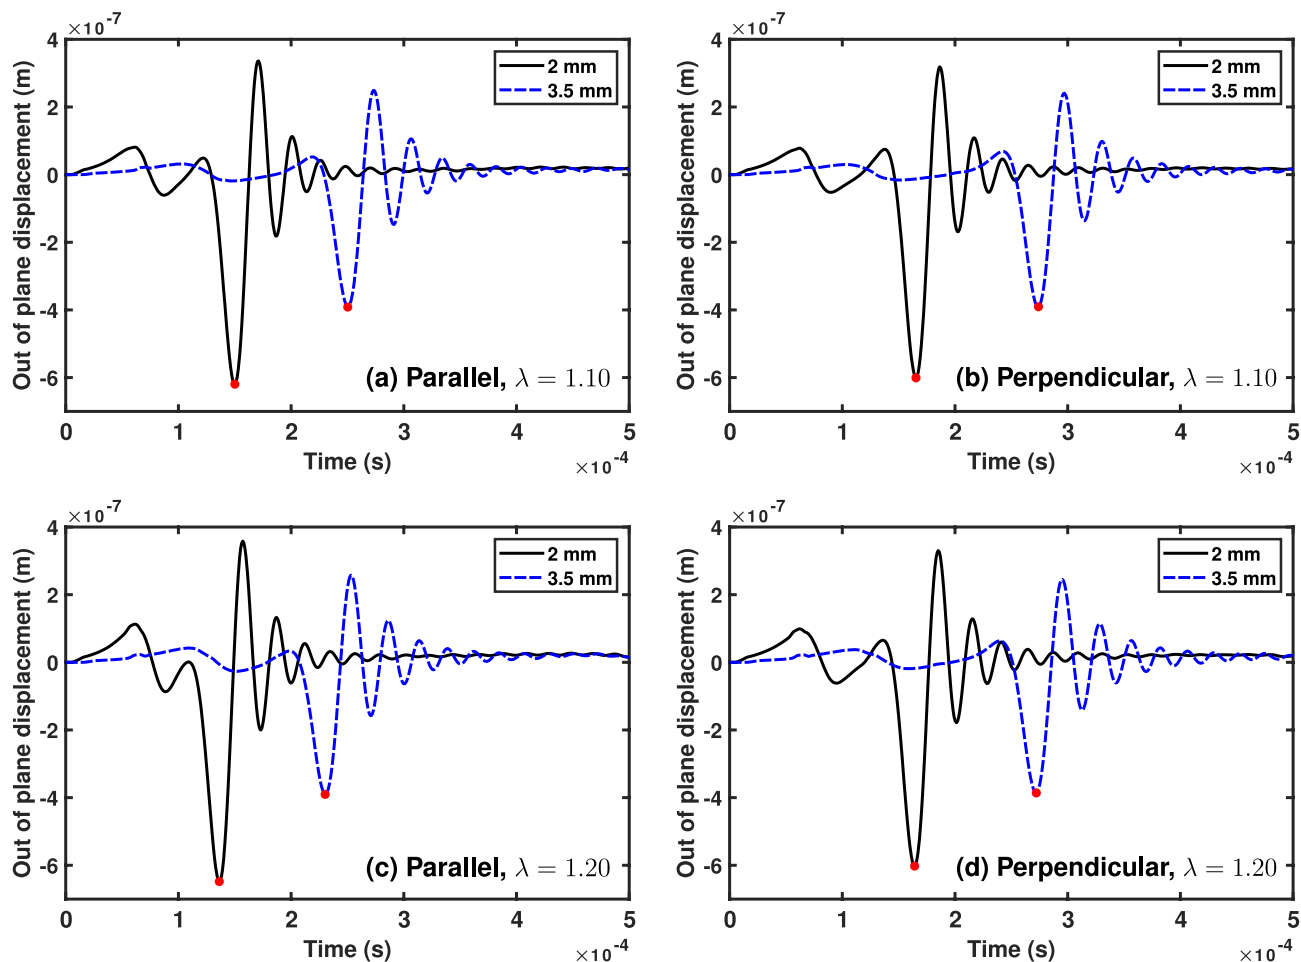 ×10-7
4
2
0
-2
-4
-6
Out of plane displacement (m)
2 mm
3.5 mm
(a) Parallel, λ = 1.10
0 1 2 3 4 5
Time (s)
×10-4
×10-7
4
2
0
-2
-4
-6
Out of plane displacement (m)
2 mm
3.5 mm
(b) Perpendicular, λ = 1.10
0 1 2 3 4 5
Time (s)
×10-4
×10-7
4
2
0
-2
-4
-6
Out of plane displacement (m)
2 mm
3.5 mm
(c) Parallel, λ = 1.20
0 1 2 3 4 5
Time (s)
×10-4
×10-7
4
2
0
-2
-4
-6
Out of plane displacement (m)
2 mm
3.5 mm
(d) Perpendicular, λ = 1.20
0 1 2 3 4 5
Time (s)
×10-4